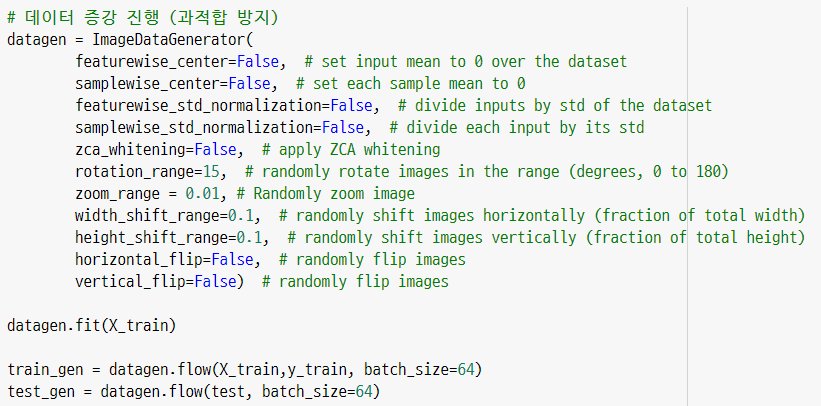 # 데이터 증강 진행 (과적합 방지)
datagen = ImageDataGenerator(
        featurewise_center=False,  # set input mean to 0 over the dataset
        samplewise_center=False,  # set each sample mean to 0
        featurewise_std_normalization=False,  # divide inputs by std of the dataset
        samplewise_std_normalization=False,  # divide each input by its std
        zca_whitening=False,  # apply ZCA whitening
        rotation_range=15,  # randomly rotate images in the range (degrees, 0 to 180)
        zoom_range = 0.01, # Randomly zoom image
        width_shift_range=0.1,  # randomly shift images horizontally (fraction of total width)
        height_shift_range=0.1,  # randomly shift images vertically (fraction of total height)
        horizontal_flip=False,  # randomly flip images
        vertical_flip=False)  # randomly flip images

datagen.fit(X_train)

train_gen = datagen.flow(X_train,y_train, batch_size=64)
test_gen = datagen.flow(test, batch_size=64)